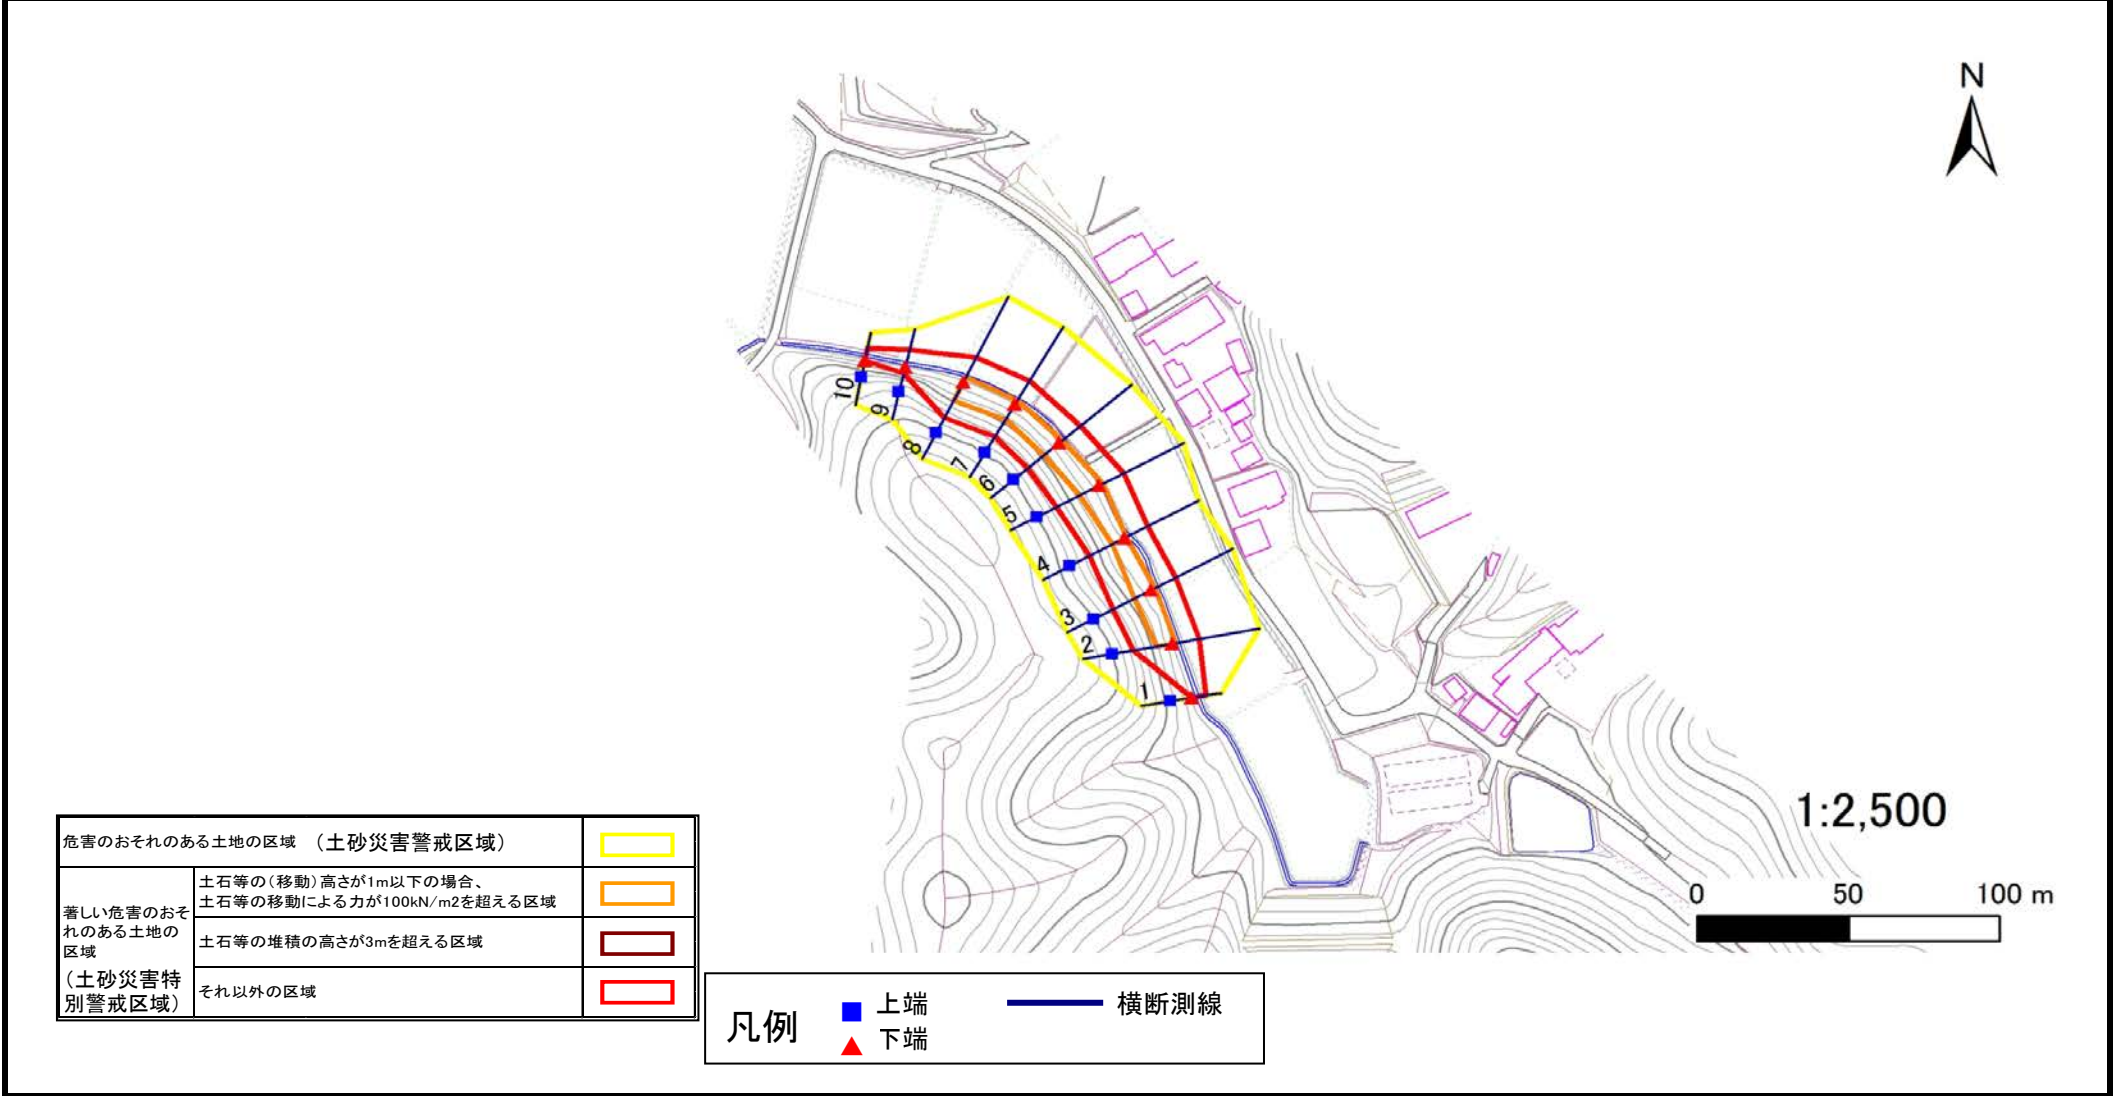 N
10
9
8
7
6
5
4
3
2
1
1:2,500
0 50 100 m
危害のおそれのある土地の区域 （土砂災害警戒区域）
著しい危害のおそ
れのある土地の
区域
（土砂災害特
別警戒区域）
土石等の（移動）高さが1m以下の場合、
土石等の移動による力が100kN/m2を超える区域
土石等の堆積の高さが3mを超える区域
それ以外の区域
凡例
上端
下端
横断測線